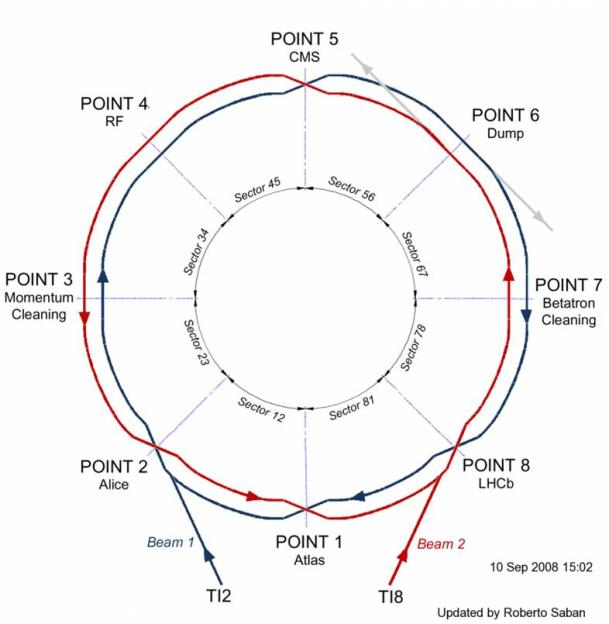 POINT 5
CMS
POINT 4
RF
POINT 6
Dump
Sector 45
Sector 56
Sector 34
Sector 67
POINT 3
Momentum
Cleaning
POINT 7
Betatron
Cleaning
Sector 23
Sector 78
Sector 12
Sector 81
POINT 2
Alice
POINT 8
LHCb
POINT 1
Atlas
Beam 1
Beam 2
TI2
TI8
10 Sep 2008 15:02
Updated by Roberto Saban